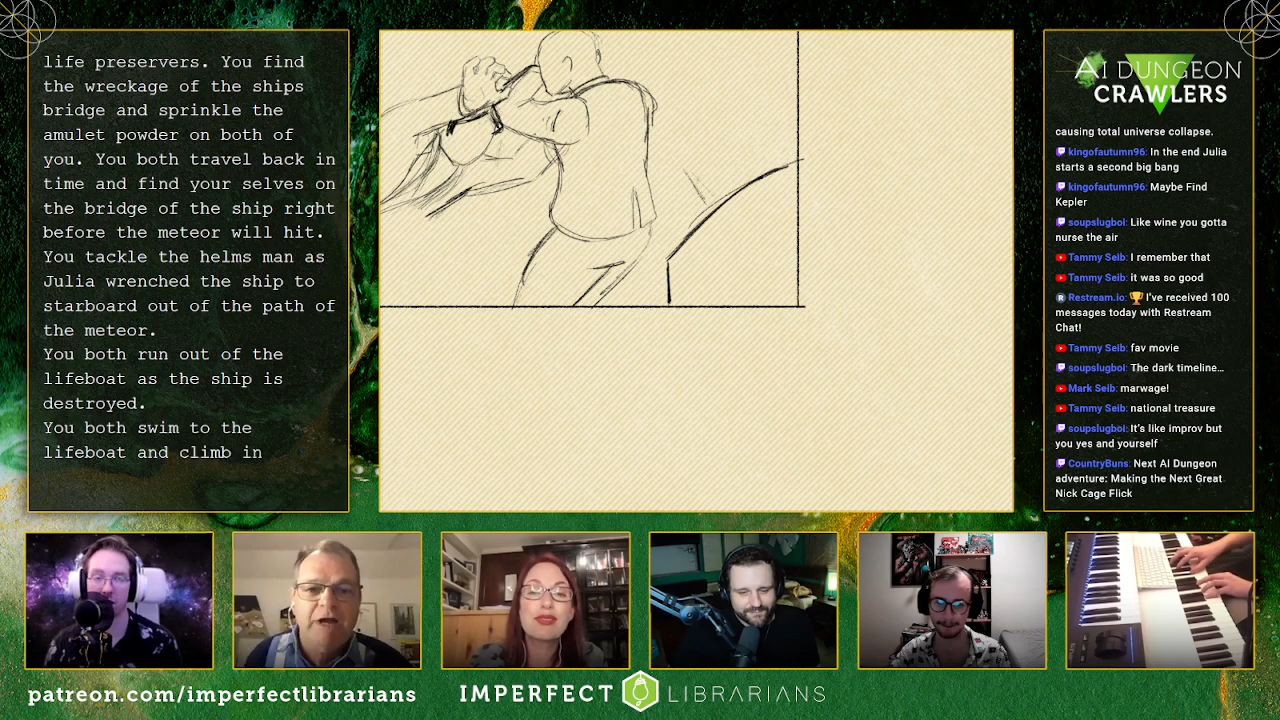 life preservers. You find
the wreckage of the ships
bridge and sprinkle the
amulet powder on both of
you. You both travel back in
time and find your selves on
the bridge of the ship right
before the meteor will hit.
You tackle the helms man as
Julia wrenched the ship to
starboard out of the path of
the meteor.
You both run out of the
lifeboat as the ship is
destroyed.
You both swim to the
lifeboat and climb in
AI DUNGEON
CRAWLERS
causing total universe collapse.
kingofautumn96: In the end Julia
starts a second big bang
kingofautumn96: Maybe Find
Kepler
soupslugboi: Like wine you gotta
nurse the air
Tammy Seib: I remember that
Tammy Seib: it was so good
Restream.io: 🏆 I've received 100
messages today with Restream
Chat!
Tammy Seib: fav movie
soupslugboi: The dark timeline…
Mark Seib: marwage!
Tammy Seib: national treasure
soupslugboi: It's like improv but
you yes and yourself
CountryBuns: Next AI Dungeon
adventure: Making the Next Great
Nick Cage Flick
patreon.com/imperfectlibrarians
IMPERFECT LIBRARIANS